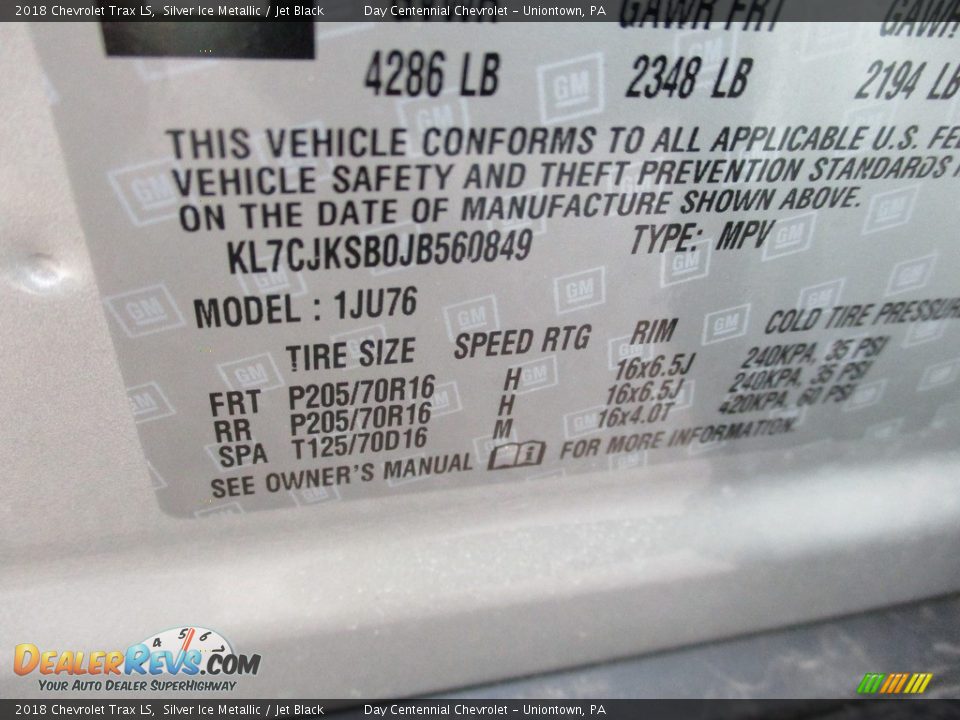 2018 Chevrolet Trax LS, Silver Ice Metallic / Jet Black Day Centennial Chevrolet - Uniontown, PA
GAWR FRT GAWR
4286 LB 2348 LB 2194 LB
GM
THIS VEHICLE CONFORMS TO ALL APPLICABLE U.S.
VEHICLE SAFETY AND THEFT PREVENTION STANDARDS
ON THE DATE OF MANUFACTURE SHOWN ABOVE.
KL7CJKSB0JB560849 TYPE: MPV
MODEL : 1JU76
TIRE SIZE SPEED RTG RIM COLD TIRE PRESSURE
FRT P205/70R16 H 16x6.5J 240KPA, 35 PSI
RR P205/70R16 H 16x6.5J 240KPA, 35 PSI
SPA T125/70D16 M 16x4.0T 420KPA, 60 PSI
SEE OWNER'S MANUAL FOR MORE INFORMATION.
4 5 6
DEALERREVS.COM
YOUR AUTO DEALER SUPERHIGHWAY
2018 Chevrolet Trax LS, Silver Ice Metallic / Jet Black Day Centennial Chevrolet - Uniontown, PA